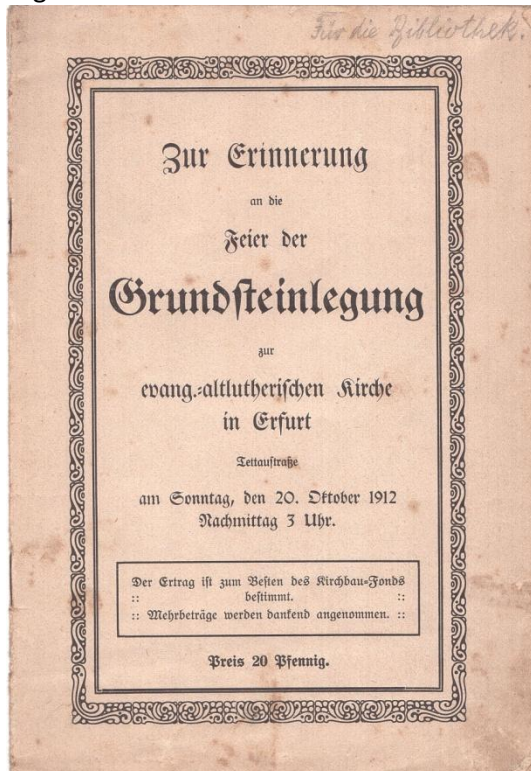 Für die Bibliothek.
Zur Erinnerung
an die
Feier der
Grundsteinlegung
zur
evang.=altlutherischen Kirche
in Erfurt
Tettaustraße
am Sonntag, den 20. Oktober 1912
Nachmittag 3 Uhr.
Der Ertrag ist zum Besten des Kirchbau=Fonds
:: bestimmt. ::
:: Mehrbeträge werden dankend angenommen. ::
Preis 20 Pfennig.